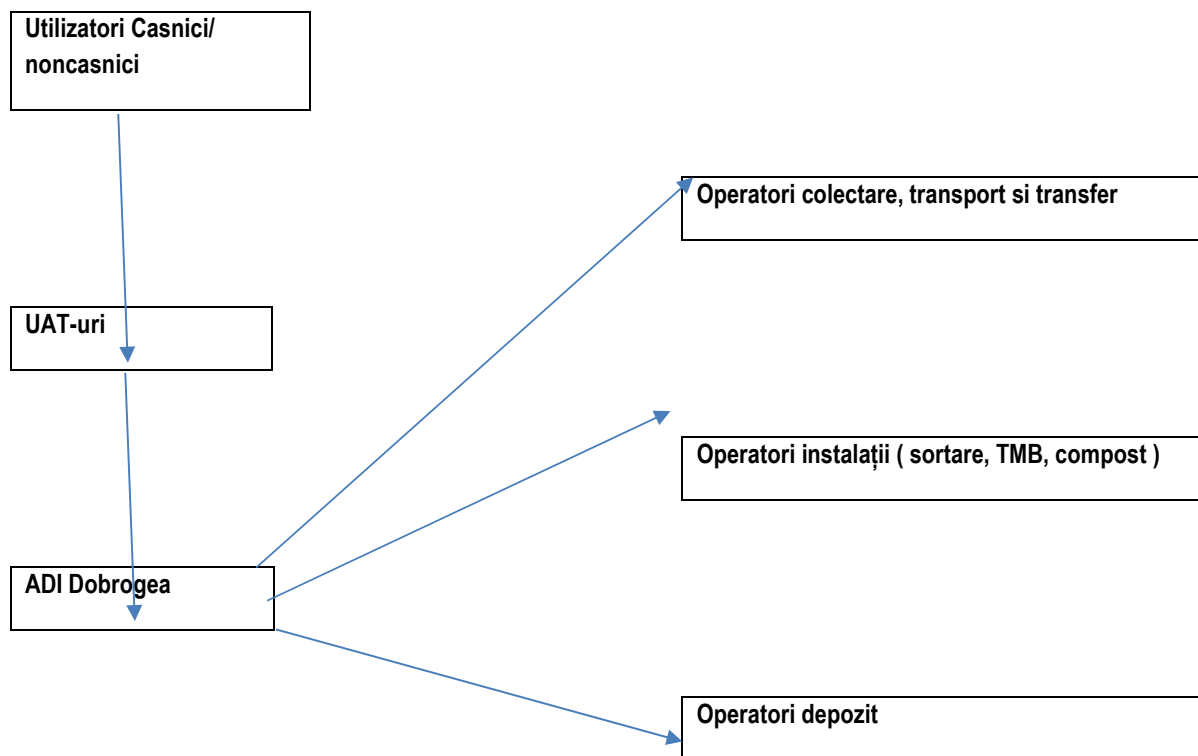 Utilizatori Casnici/
noncasnici
Operatori colectare, transport si transfer
UAT-uri
Operatori instalații ( sortare, TMB, compost )
ADI Dobrogea
Operatori depozit